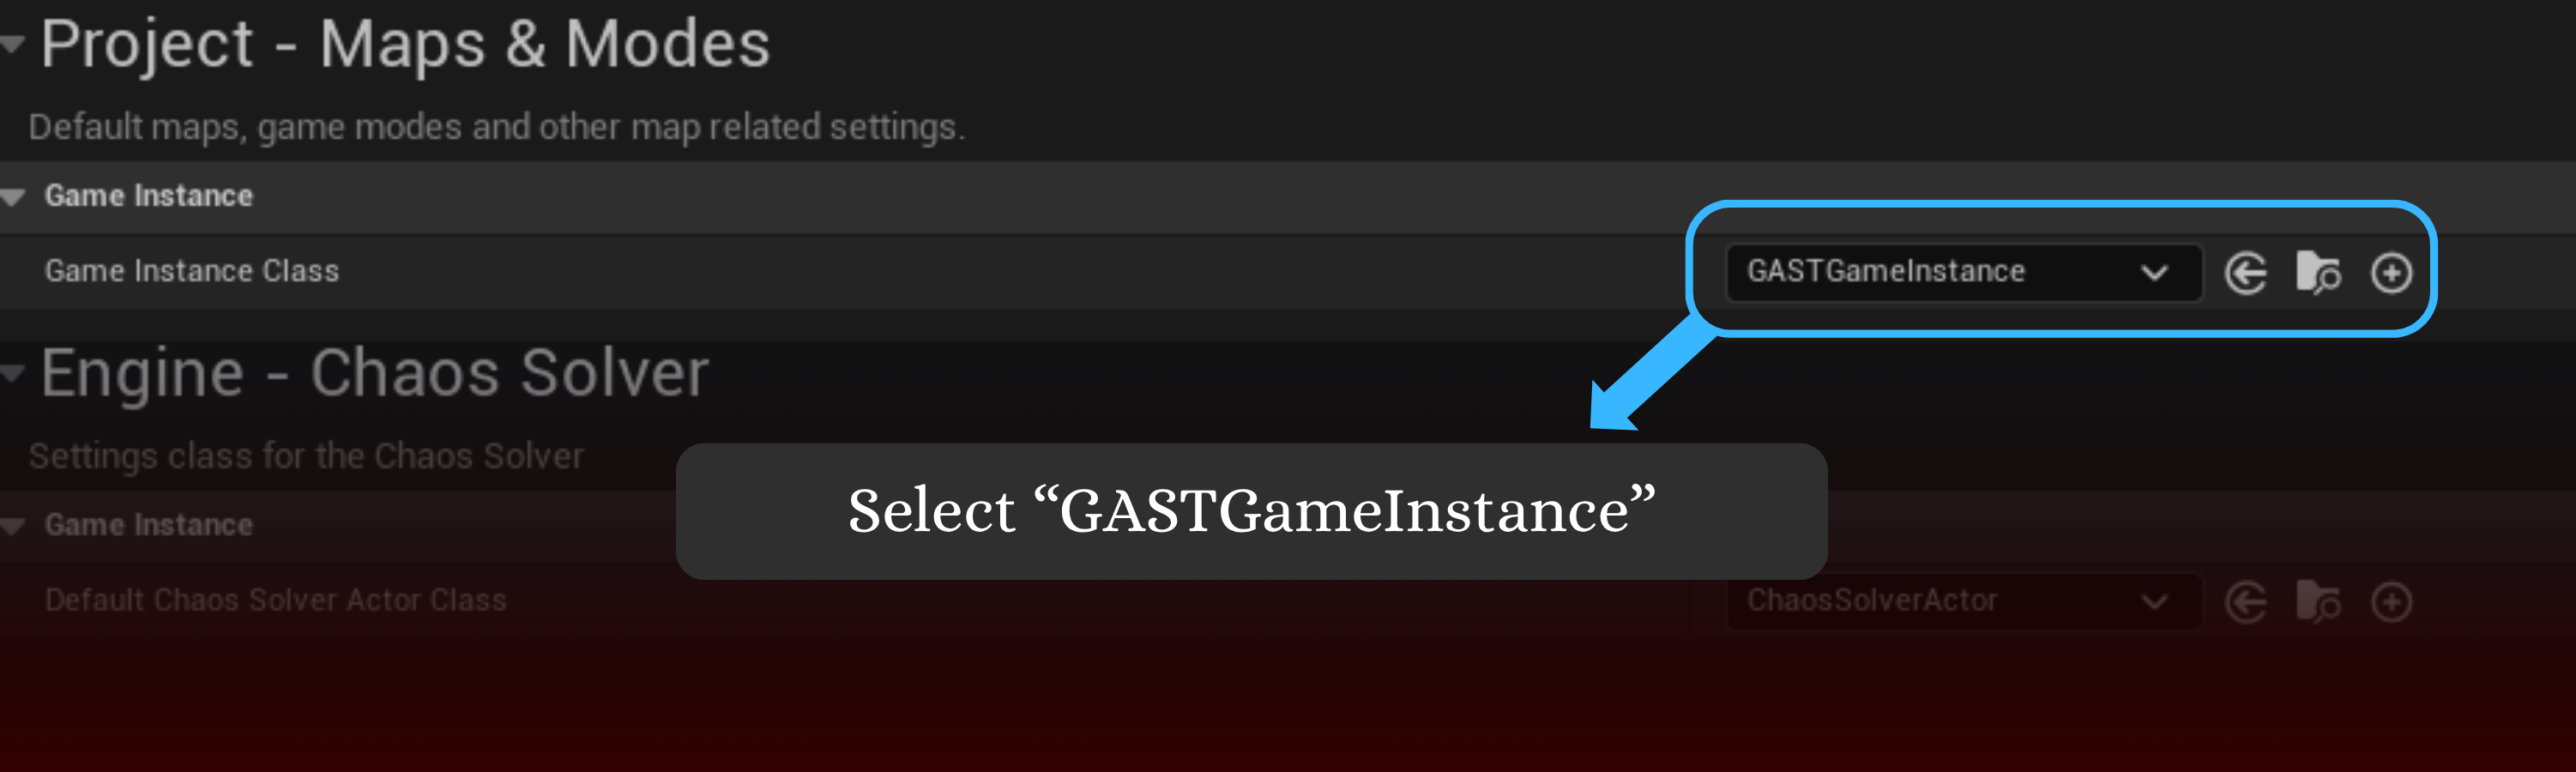 Project - Maps & Modes
Default maps, game modes and other map related settings.
Game Instance
Game Instance Class
GASTGameInstance
Engine - Chaos Solver
Settings class for the Chaos Solver
Select “GASTGameInstance”
Game Instance
Default Chaos Solver Actor Class
ChaosSolverActor